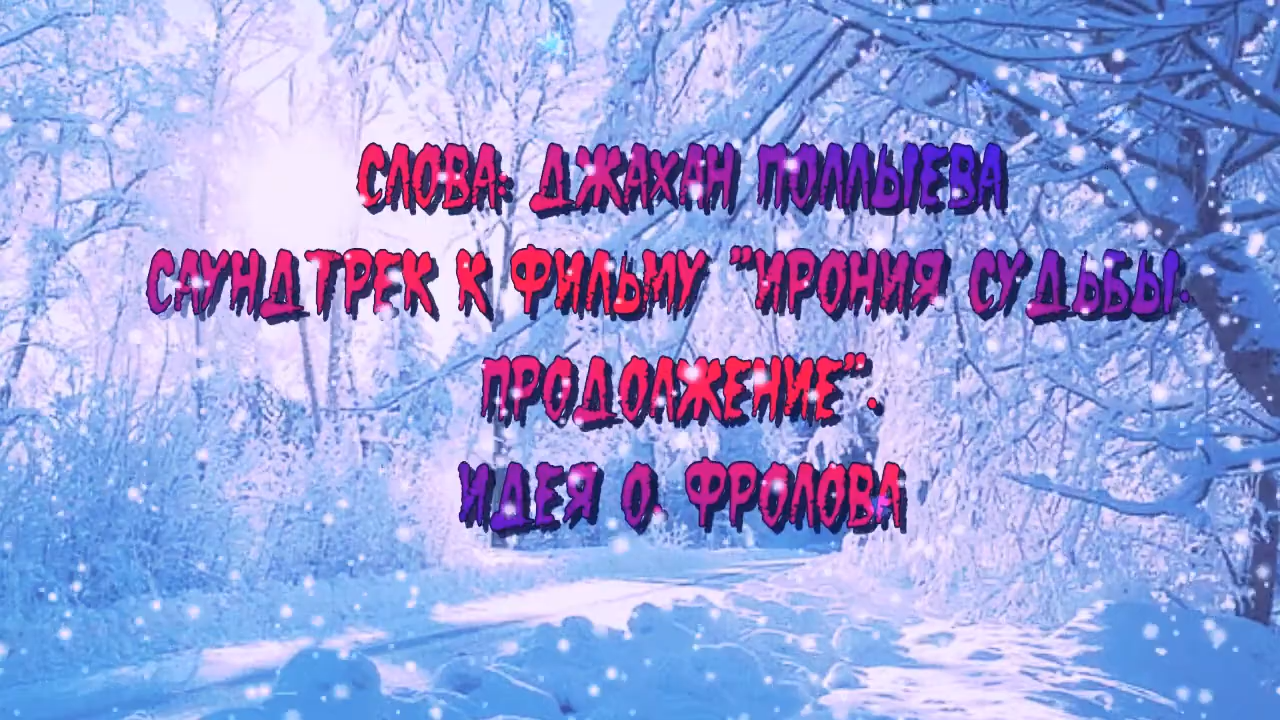 СЛОВА: ДЖАХАН ПОЛЛЫЕВА
САУНДТРЕК К ФИЛЬМУ "ИРОНИЯ СУДЬБЫ.
ПРОДОЛЖЕНИЕ".
ИДЕЯ О. ФРОЛОВА